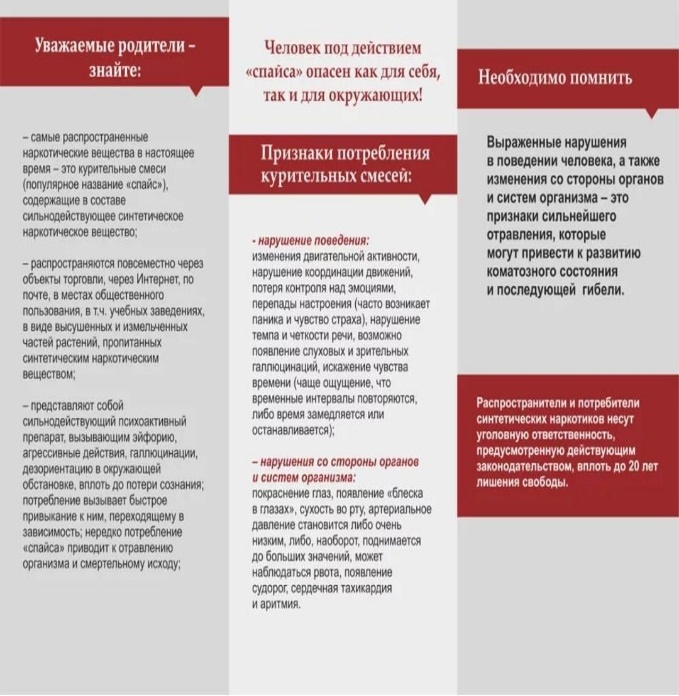 Уважаемые родители –
знайте:
– самые распространенные
наркотические вещества в настоящее
время – это курительные смеси
(популярное название «спайс»),
содержащие в составе
сильнодействующее синтетическое
наркотическое вещество;
– распространяются повсеместно через
объекты торговли, через Интернет, по
почте, в местах общественного
пользования, в т.ч. учебных заведениях,
в виде высушенных и измельченных
частей растений, пропитанных
синтетическим наркотическим
веществом;
– представляют собой
сильнодействующий психоактивный
препарат, вызывающим эйфорию,
агрессивные действия, галлюцинации,
дезориентацию в окружающей
обстановке, вплоть до потери сознания;
потребление вызывает быстрое
привыкание к ним, переходящему в
зависимость; нередко потребление
«спайса» приводит к отравлению
организма и смертельному исходу;
Человек под действием
«спайса» опасен как для себя,
так и для окружающих!
Признаки потребления
курительных смесей:
- нарушение поведения:
изменения двигательной активности,
нарушение координации движений,
потеря контроля над эмоциями,
перепады настроения (часто возникает
паника и чувство страха), нарушение
темпа и четкости речи, возможно
появление слуховых и зрительных
галлюцинаций, искажение чувства
времени (чаще ощущение, что
временные интервалы повторяются,
либо время замедляется или
останавливается);
– нарушения со стороны органов
и систем организма:
покраснение глаз, появление «блеска
в глазах», сухость во рту, артериальное
давление становится либо очень
низким, либо, наоборот, поднимается
до больших значений, может
наблюдаться рвота, появление
судорог, сердечная тахикардия
и аритмия.
Необходимо помнить
Выраженные нарушения
в поведении человека, а также
изменения со стороны органов
и систем организма – это
признаки сильнейшего
отравления, которые
могут привести к развитию
коматозного состояния
и последующей гибели.
Распространители и потребители
синтетических наркотиков несут
уголовную ответственность,
предусмотренную действующим
законодательством, вплоть до 20 лет
лишения свободы.